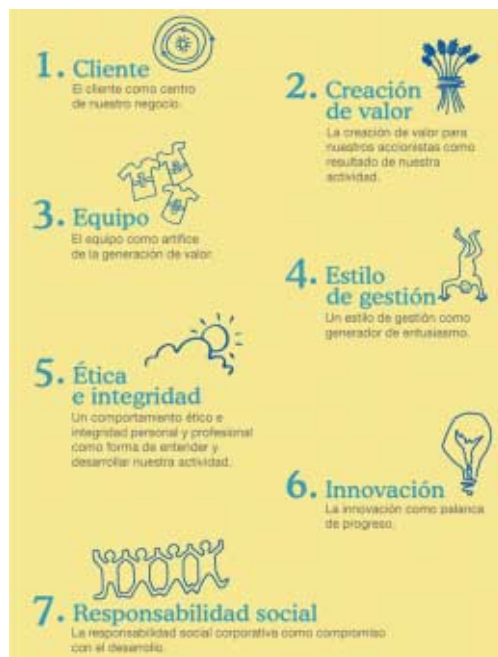 1. Cliente
El cliente como centro
de nuestro negocio.
2. Creación
de valor
La creación de valor para
nuestros accionistas como
resultado de nuestra
actividad.
3. Equipo
El equipo como artífice
de la generación de valor.
4. Estilo
de gestión
Un estilo de gestión como
generador de entusiasmo.
5. Ética
e integridad
Un comportamiento ético e
integridad personal y profesional
como forma de entender y
desarrollar nuestra actividad.
6. Innovación
La innovación como palanca
de progreso.
7. Responsabilidad social
La responsabilidad social corporativa como compromiso
con el desarrollo.